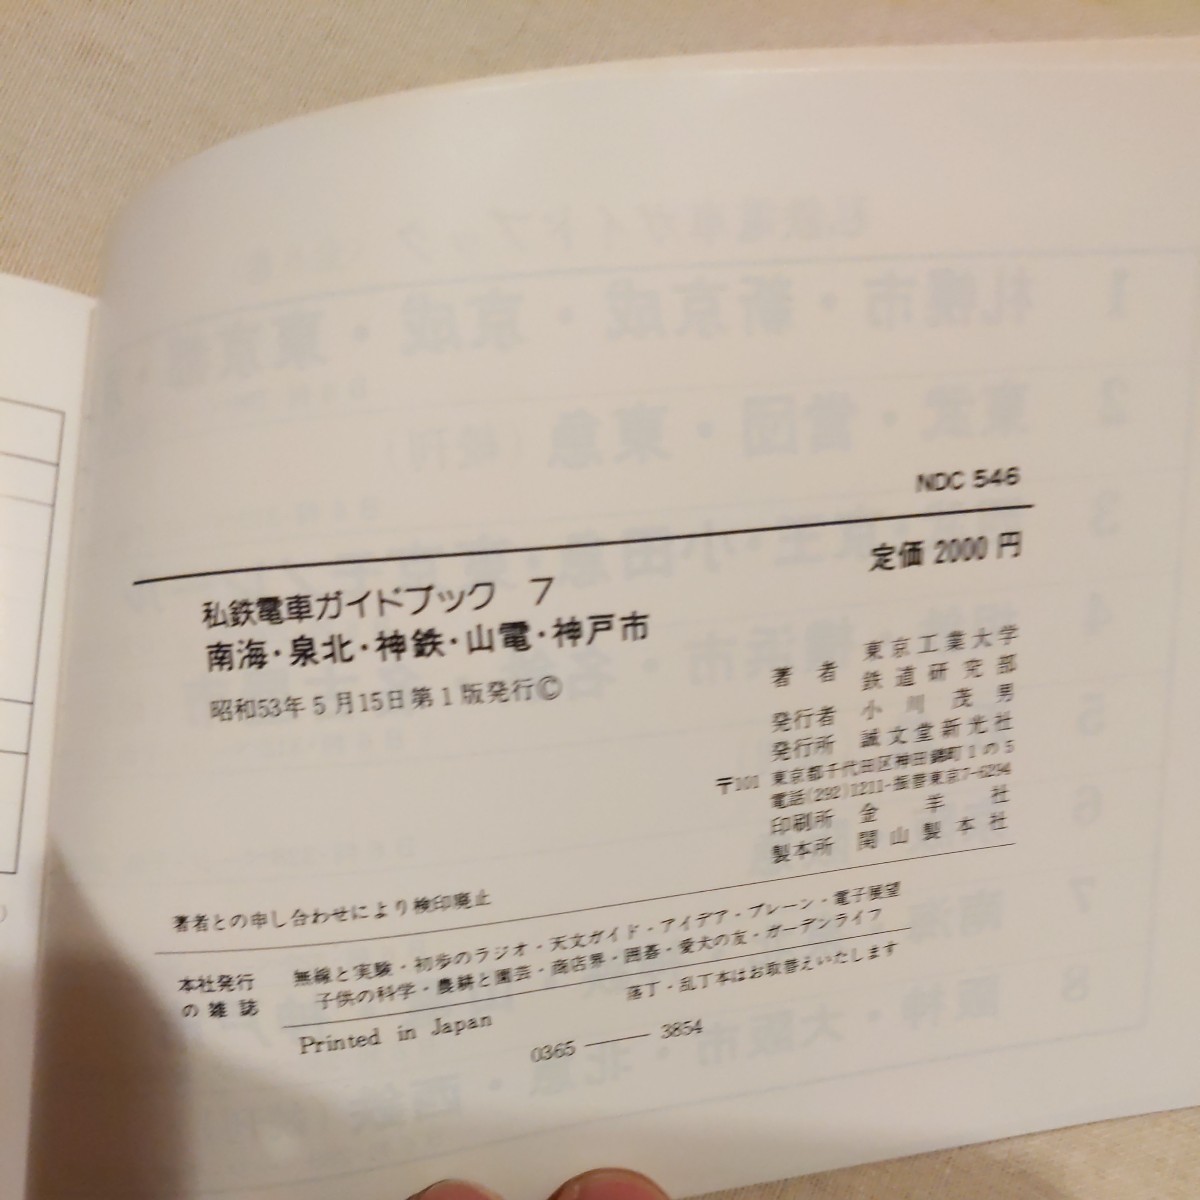 NDC 546
定価 2000 円
私鉄電車ガイドブック 7
南海・泉北・神鉄・山電・神戸市
昭和53年5月15日第1版発行©
著者 東京工業大学
鉄道研究部
発行者 小川茂男
発行所 誠文堂新光社
〒101 東京都千代田区神田錦町1の5
電話(292)1211-振替東京7-6294
印刷所 金羊社
製本所 関山製本社
著者との申し合わせにより検印廃止
本社発行の雑誌
無線と実験・初歩のラジオ・天文ガイド・アイデア・ブレーン・電子展望
子供の科学・農耕と園芸・商店界・囲碁・愛犬の友・ガーデンライフ
落丁・乱丁本はお取替えいたします
Printed in Japan
0365 —— 3854